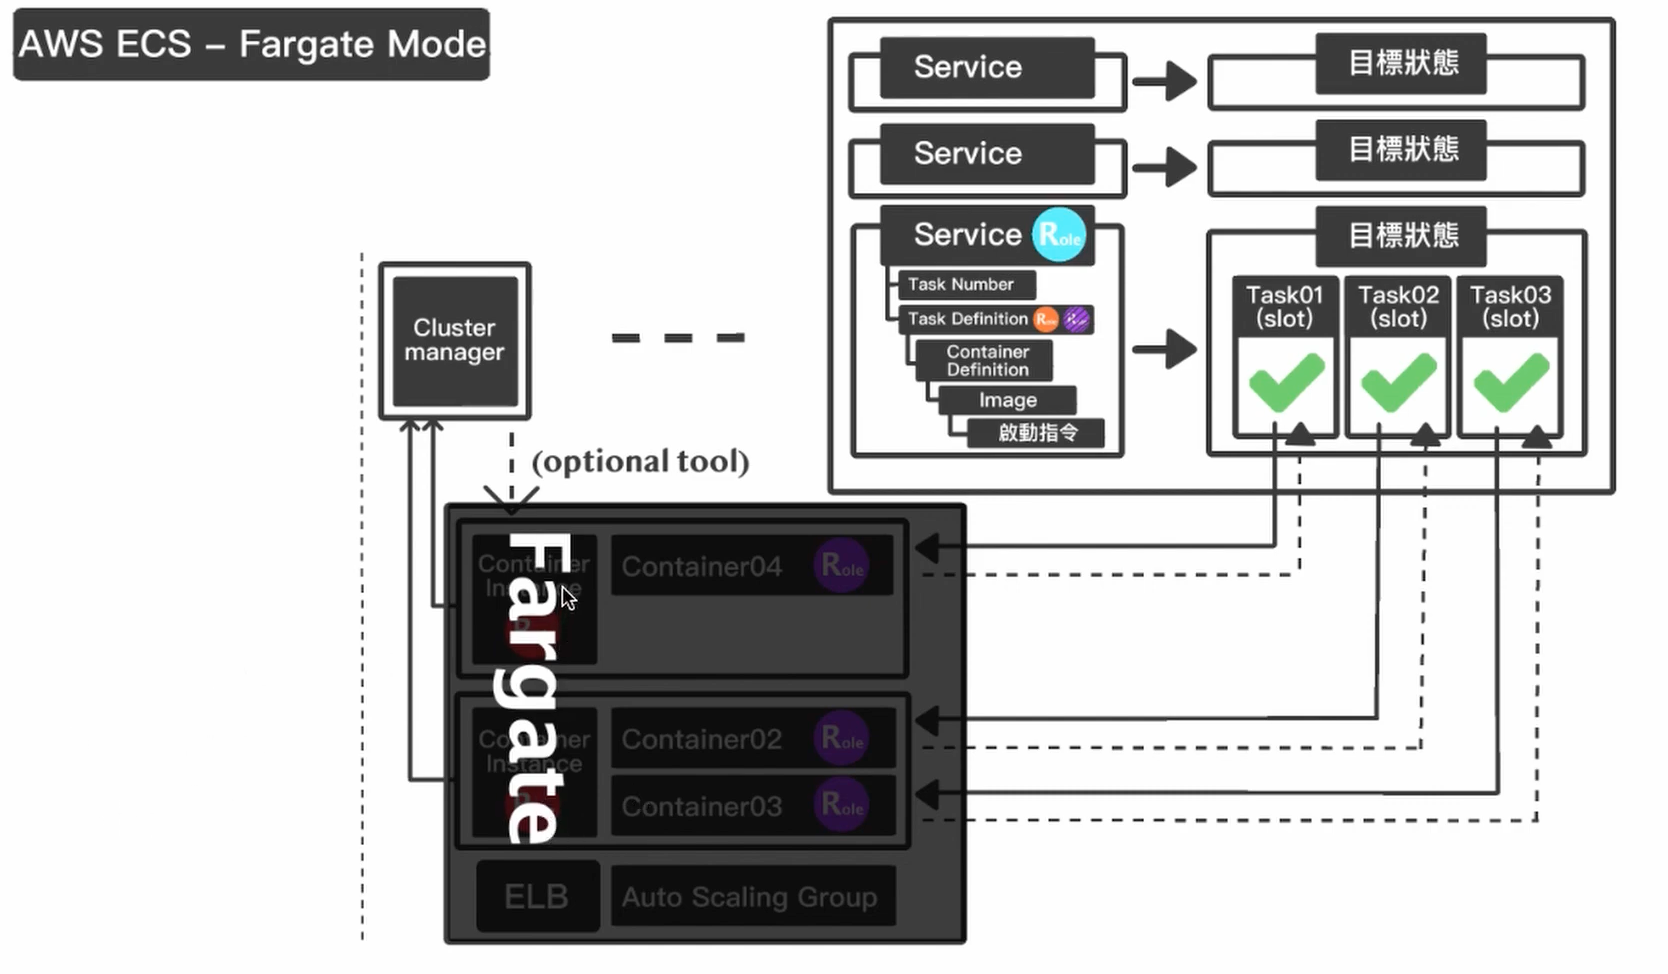 AWS ECS – Fargate Mode
Service
目標狀態
Service
目標狀態
Service Role
目標狀態
Task Number
Task Definition Role
Container
Definition
Image
啟動指令
Task01
(slot)
Task02
(slot)
Task03
(slot)
Cluster
manager
(optional tool)
Fargate
Container
Instance
Container04 Role
Container
Instance
Container02 Role
Container03 Role
ELB
Auto Scaling Group